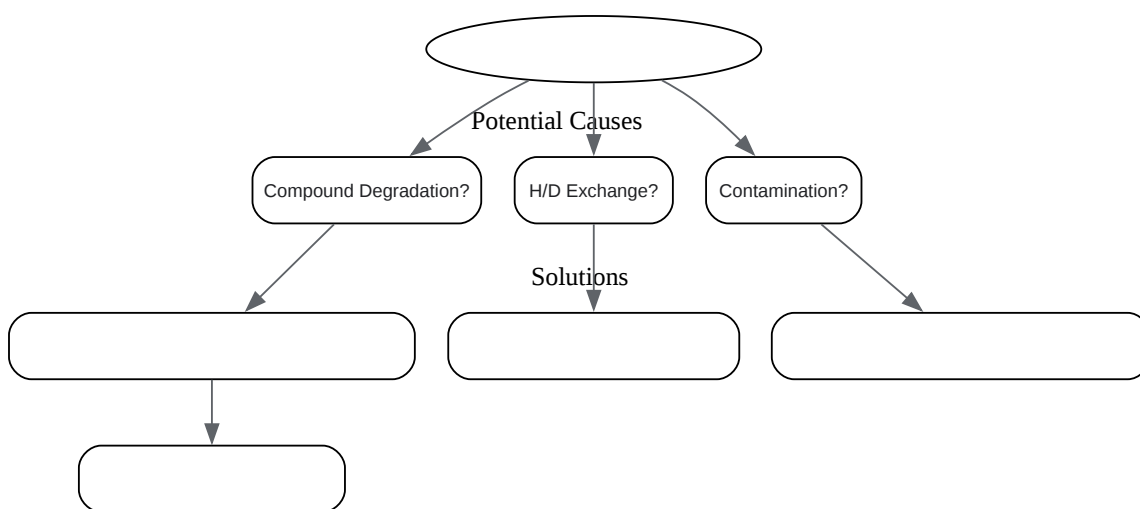 Potential Causes
Compound Degradation?
H/D Exchange?
Contamination?
Solutions